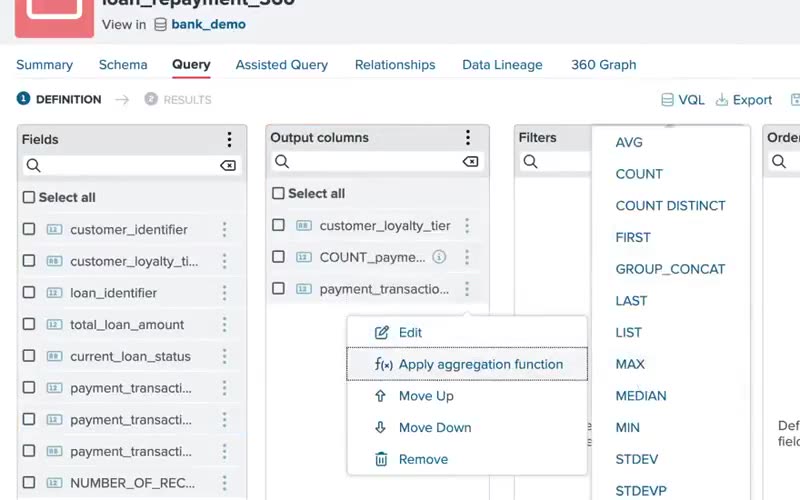 loan_repayment_360
View in bank_demo
Summary Schema Query Assisted Query Relationships Data Lineage 360 Graph
1 DEFINITION 2 RESULTS VQL Export
Fields
Select all
customer_identifier
customer_loyalty_ti...
loan_identifier
total_loan_amount
current_loan_status
payment_transacti...
payment_transacti...
payment_transacti...
NUMBER_OF_REC...
Output columns
Select all
customer_loyalty_tier
COUNT_payme...
payment_transactio...
Edit
f(x) Apply aggregation function
Move Up
Move Down
Remove
Filters
AVG
COUNT
COUNT DISTINCT
FIRST
GROUP_CONCAT
LAST
LIST
MAX
MEDIAN
MIN
STDEV
STDEVP